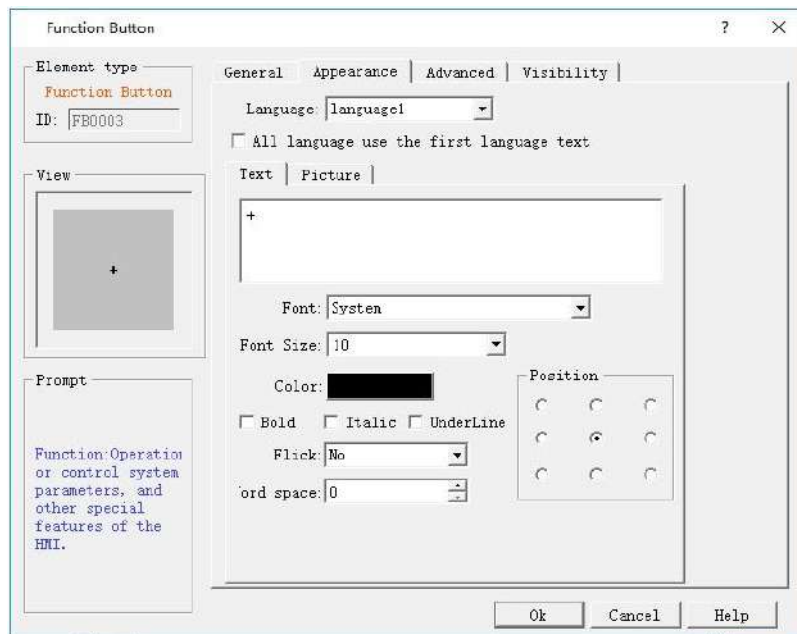 Function Button
?
Element type
Function Button
ID: FB0003
View
+
Prompt
Function:Operation
or control system
parameters, and
other special
features of the
HMI.
General Appearance Advanced Visibility
Language: language1
All language use the first language text
Text Picture
+
Font: System
Font Size: 10
Color:
Bold Italic UnderLine
Flick: No
ord space: 0
Position
Ok Cancel Help